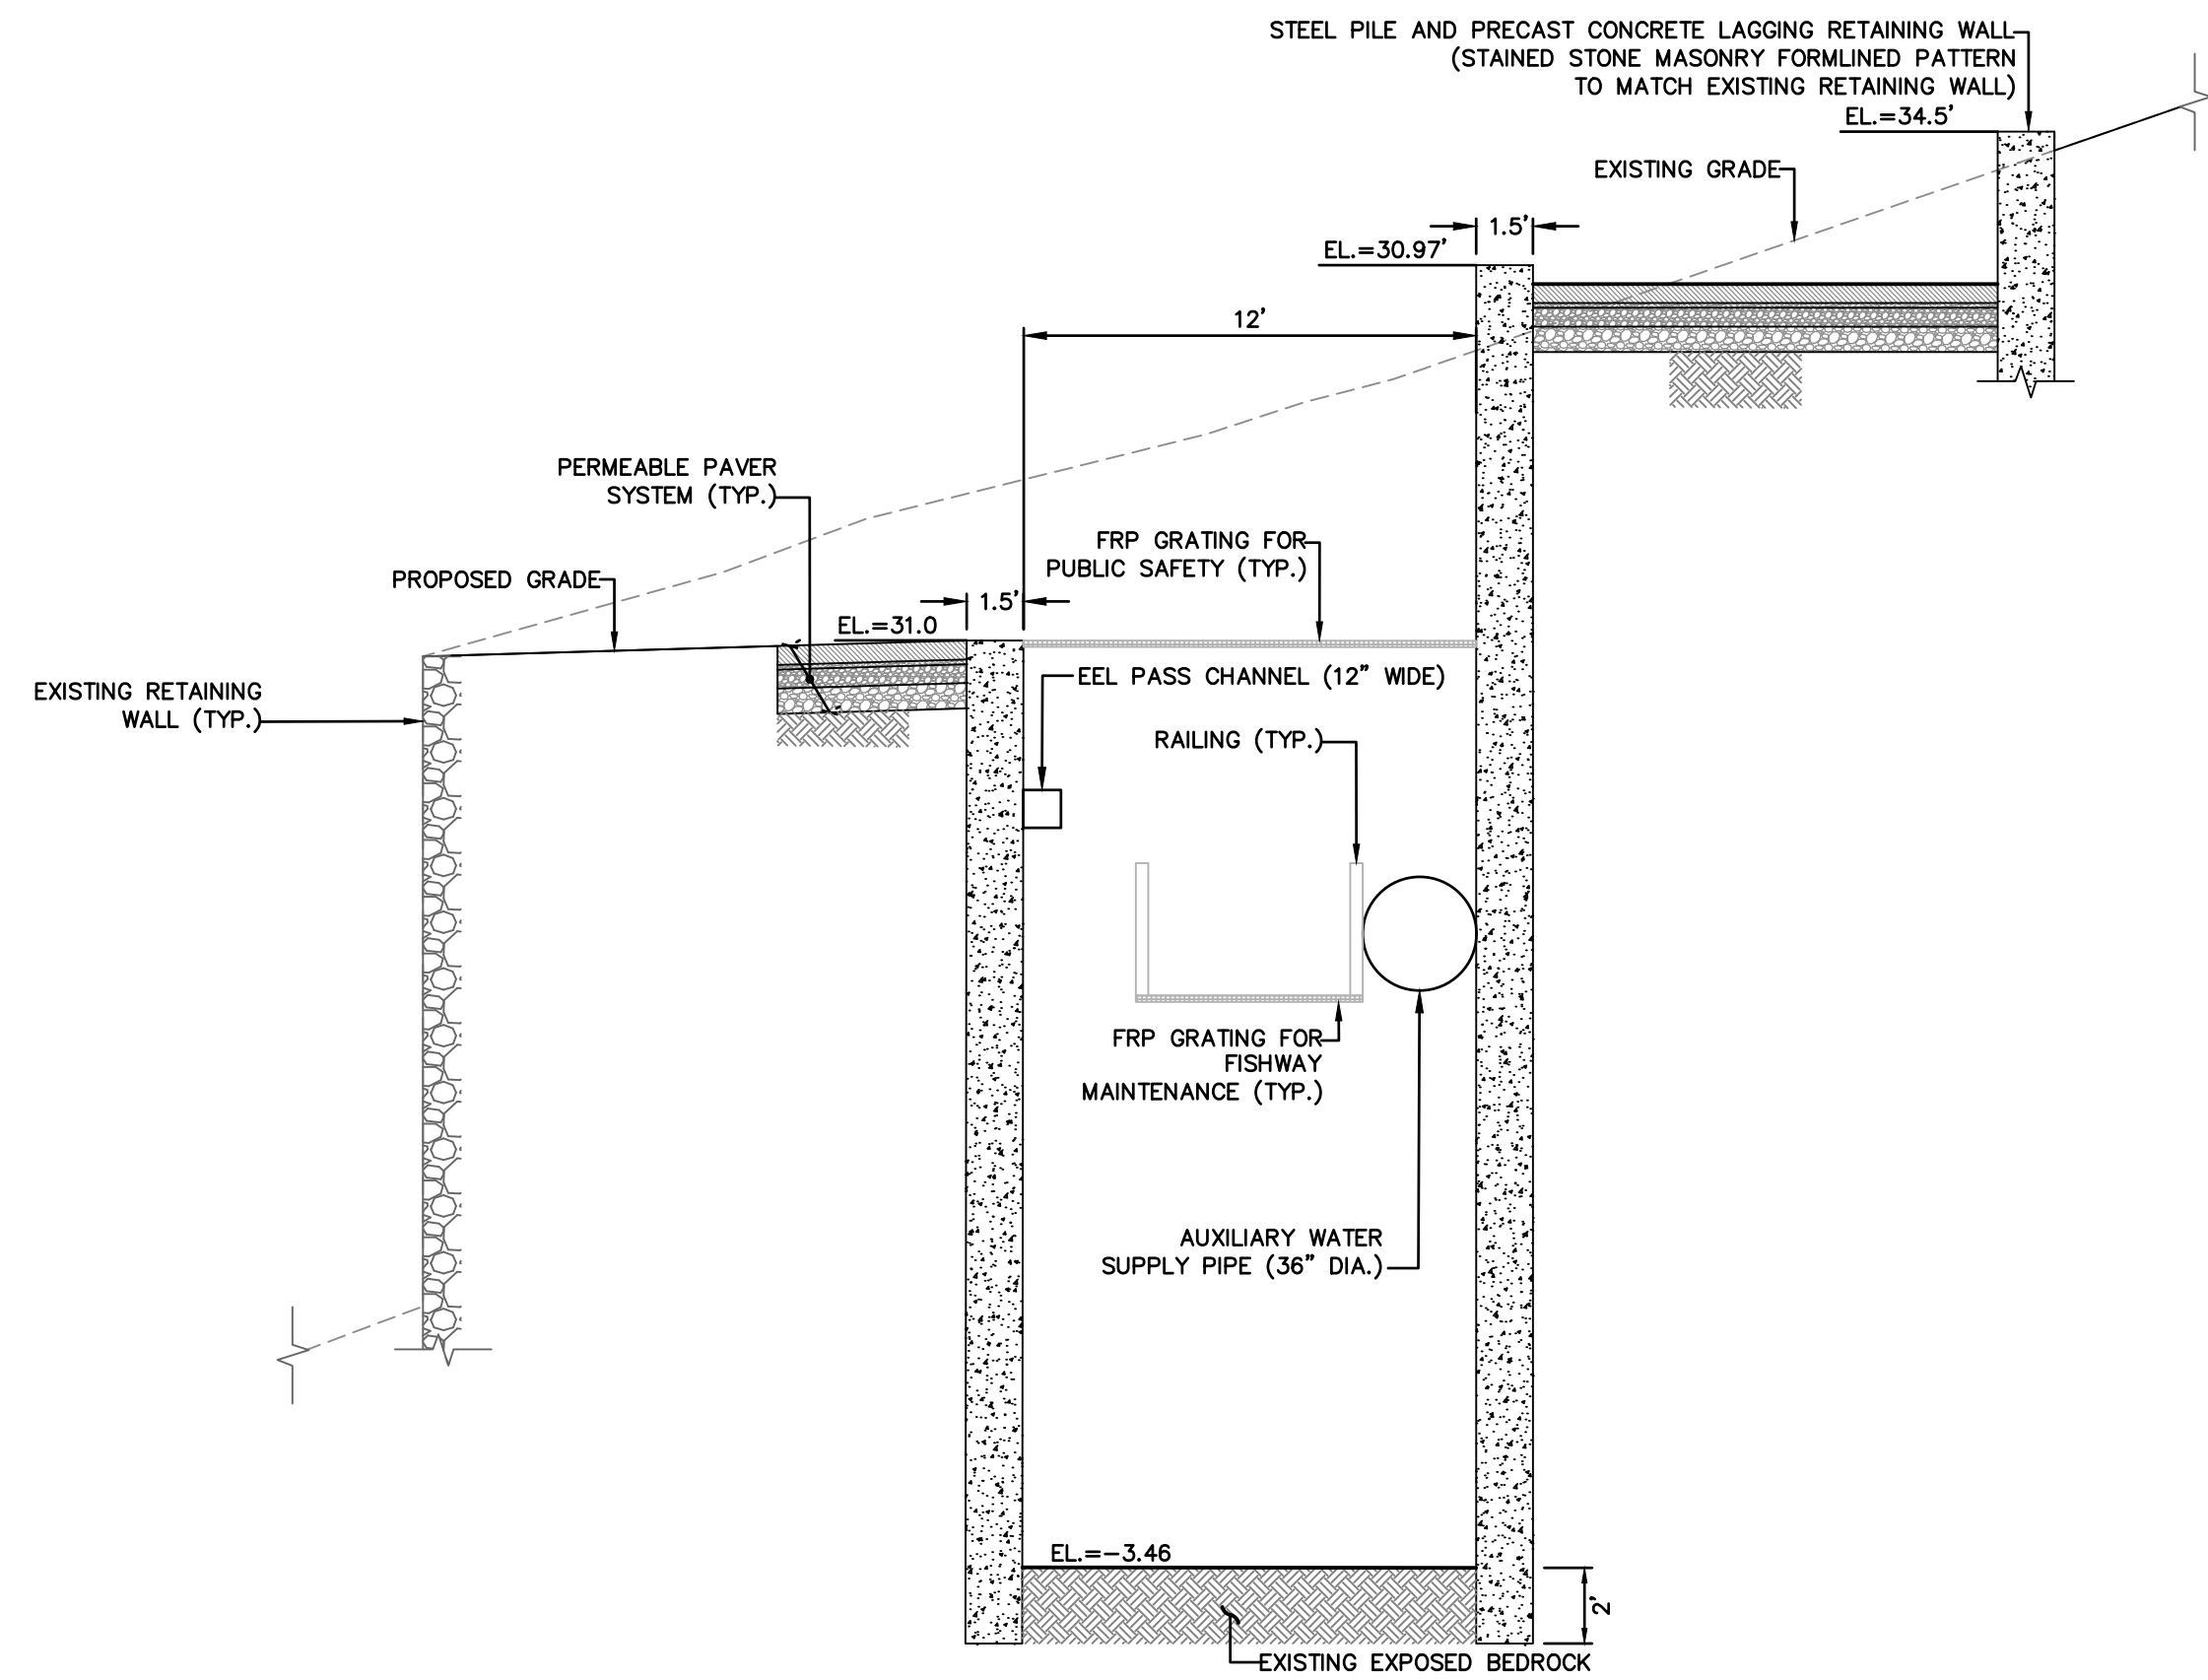 STEEL PILE AND PRECAST CONCRETE LAGGING RETAINING WALL
(STAINED STONE MASONRY FORMLINED PATTERN
TO MATCH EXISTING RETAINING WALL)
EL.=34.5'
EXISTING GRADE
1.5'
EL.=30.97'
12'
PERMEABLE PAVER
SYSTEM (TYP.)
FRP GRATING FOR
PUBLIC SAFETY (TYP.)
PROPOSED GRADE
1.5'
EL.=31.0
EEL PASS CHANNEL (12" WIDE)
EXISTING RETAINING
WALL (TYP.)
RAILING (TYP.)
FRP GRATING FOR
FISHWAY
MAINTENANCE (TYP.)
AUXILIARY WATER
SUPPLY PIPE (36" DIA.)
EL.=-3.46
2'
EXISTING EXPOSED BEDROCK